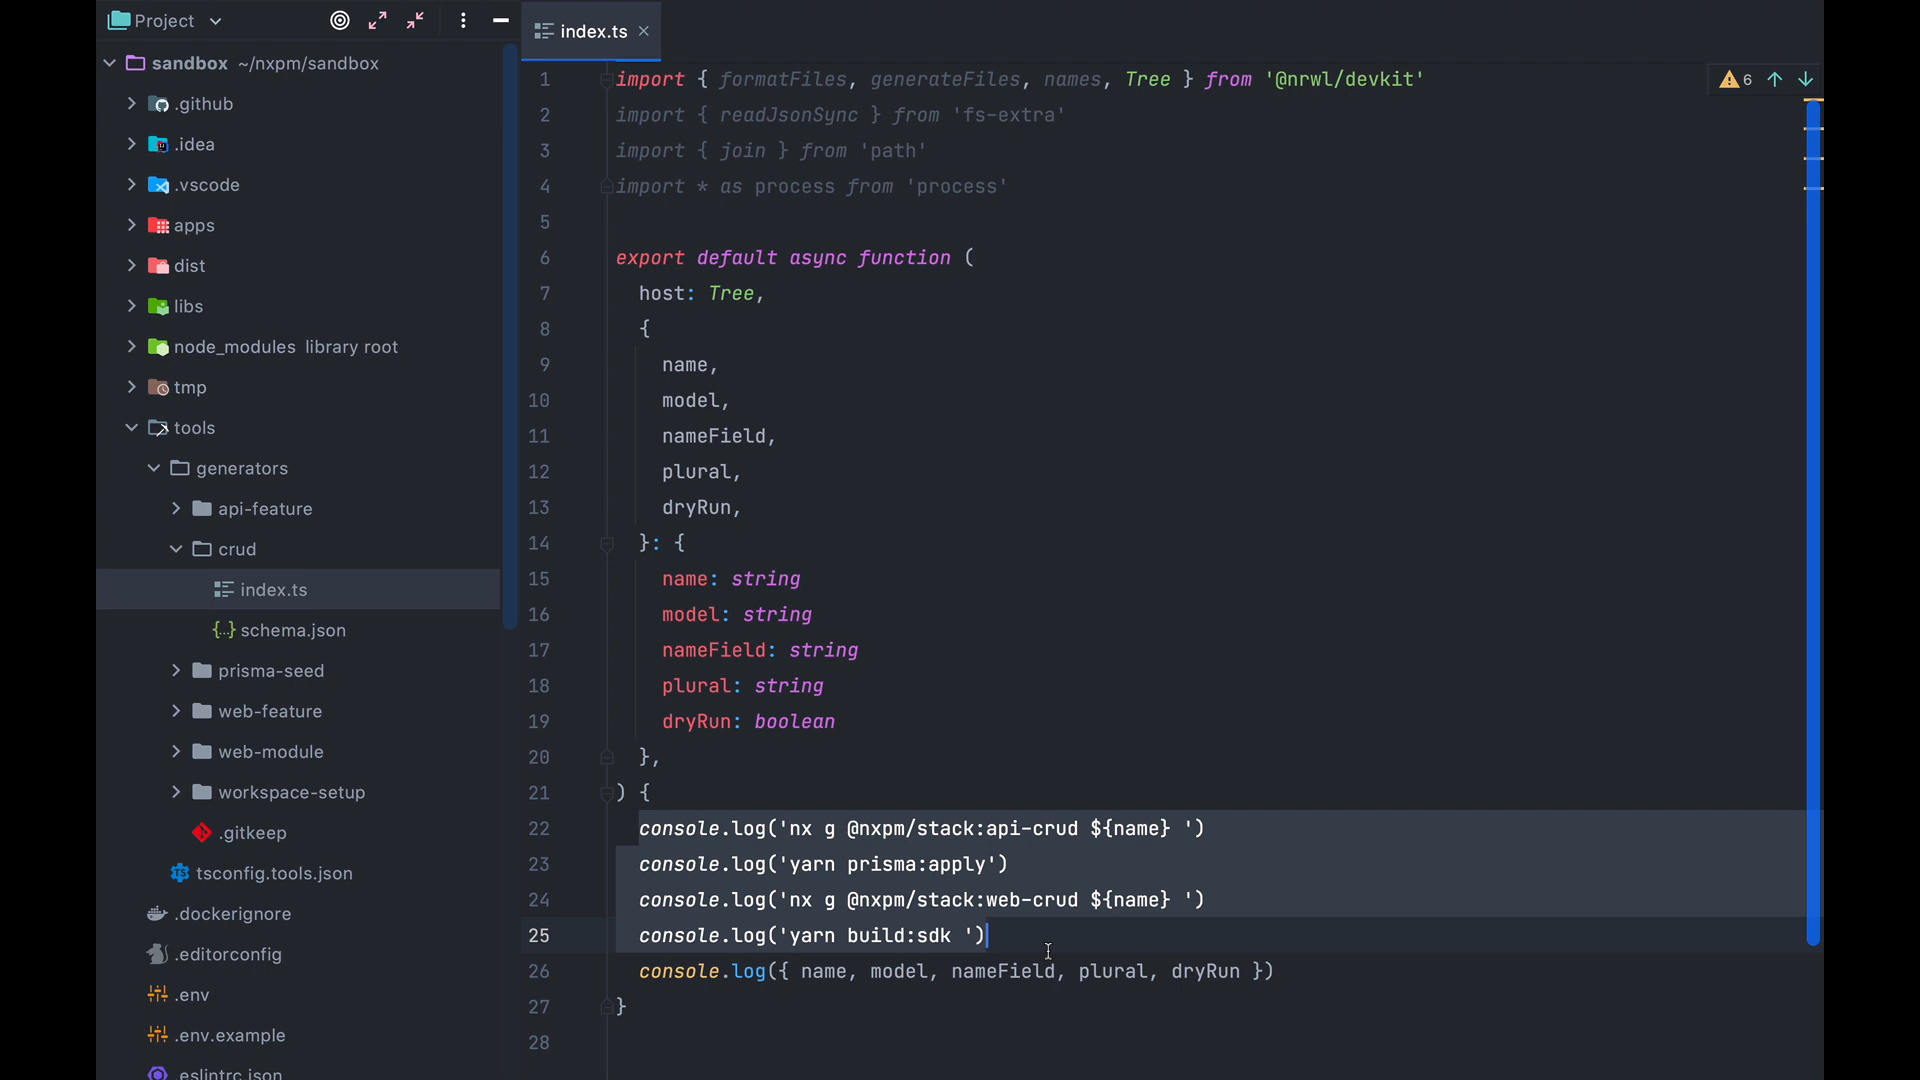 Project
index.ts
6
sandbox ~/nxpm/sandbox
.github
.idea
.vscode
apps
dist
libs
node_modules library root
tmp
tools
generators
api-feature
crud
index.ts
{..} schema.json
prisma-seed
web-feature
web-module
workspace-setup
.gitkeep
TS tsconfig.tools.json
.dockerignore
.editorconfig
.env
.env.example
.eslintrc.json
1 import { formatFiles, generateFiles, names, Tree } from '@nrwl/devkit'
2 import { readJsonSync } from 'fs-extra'
3 import { join } from 'path'
4 import * as process from 'process'
5
6 export default async function (
7 host: Tree,
8 {
9 name,
10 model,
11 nameField,
12 plural,
13 dryRun,
14 }: {
15 name: string
16 model: string
17 nameField: string
18 plural: string
19 dryRun: boolean
20 },
21 ) {
22 console.log('nx g @nxpm/stack:api-crud ${name} ')
23 console.log('yarn prisma:apply')
24 console.log('nx g @nxpm/stack:web-crud ${name} ')
25 console.log('yarn build:sdk ')
26 console.log({ name, model, nameField, plural, dryRun })
27 }
28